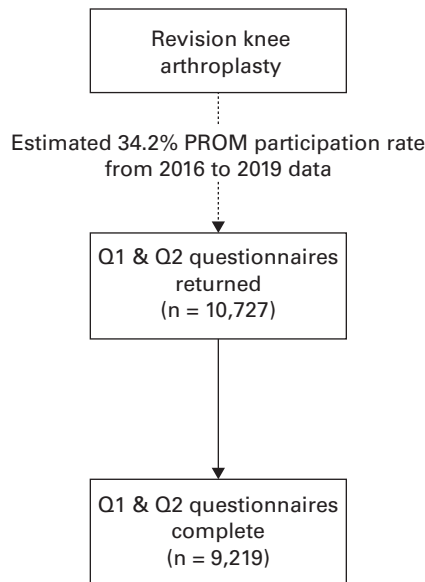 Revision knee
arthroplasty
Estimated 34.2% PROM participation rate
from 2016 to 2019 data
Q1 & Q2 questionnaires
returned
(n = 10,727)
Q1 & Q2 questionnaires
complete
(n = 9,219)